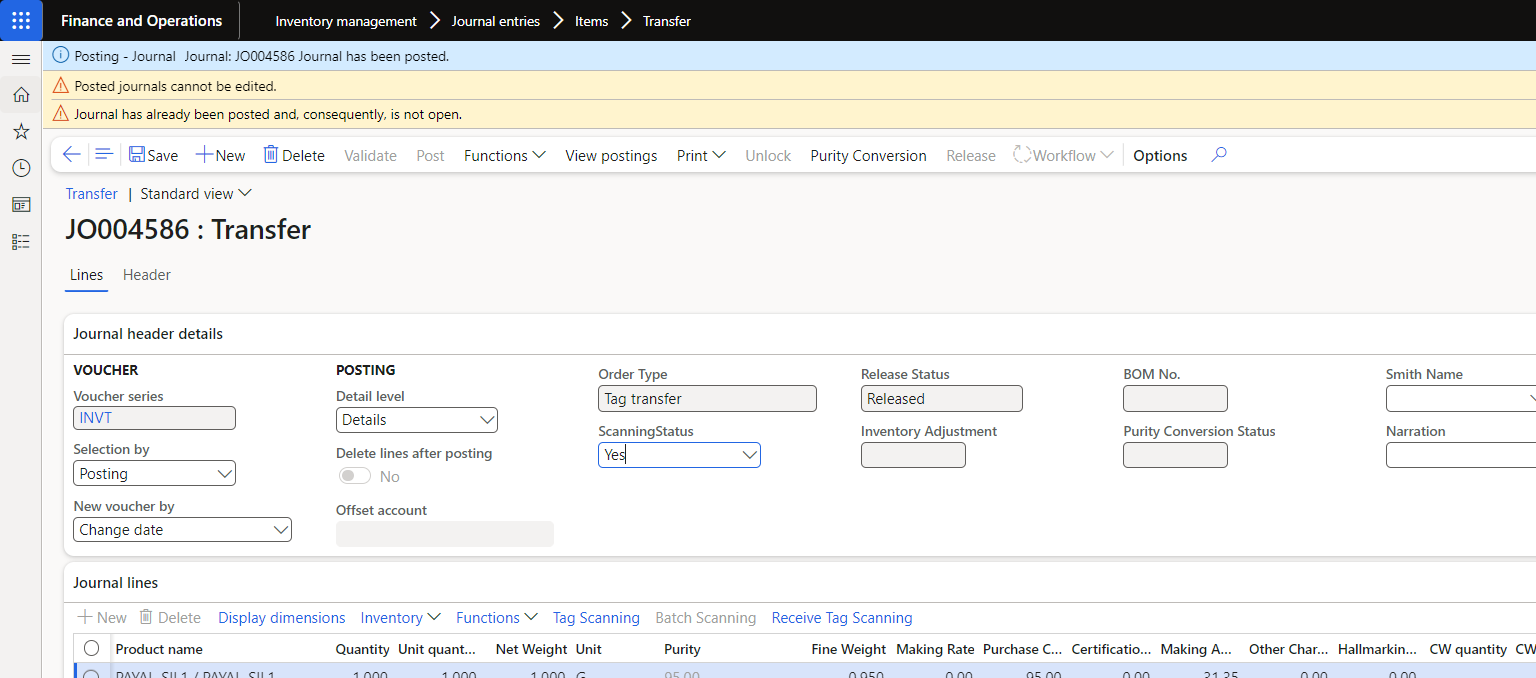 Finance and Operations Inventory management Journal entries Items Transfer
Posting - Journal Journal: JO004586 Journal has been posted.
Posted journals cannot be edited.
Journal has already been posted and, consequently, is not open.
Save New Delete Validate Post Functions View postings Print Unlock Purity Conversion Release Workflow Options
Transfer | Standard view
JO004586 : Transfer
Lines Header
Journal header details
VOUCHER
Voucher series
INVT
Selection by
Posting
New voucher by
Change date
POSTING
Detail level
Details
Delete lines after posting
No
Offset account
Order Type
Tag transfer
ScanningStatus
Yes
Release Status
Released
Inventory Adjustment
BOM No.
Purity Conversion Status
Smith Name
Narration
Journal lines
New Delete Display dimensions Inventory Functions Tag Scanning Batch Scanning Receive Tag Scanning
Product name Quantity Unit quant... Net Weight Unit Purity Fine Weight Making Rate Purchase C... Certificatio... Making A... Other Char... Hallmarkin... CW quantity CW
PAYAL_SIL1 / PAYAL_SIL1 1.000 1.000 1.000 G 95.00 0.950 0.00 95.00 0.00 31.35 0.00 0.00